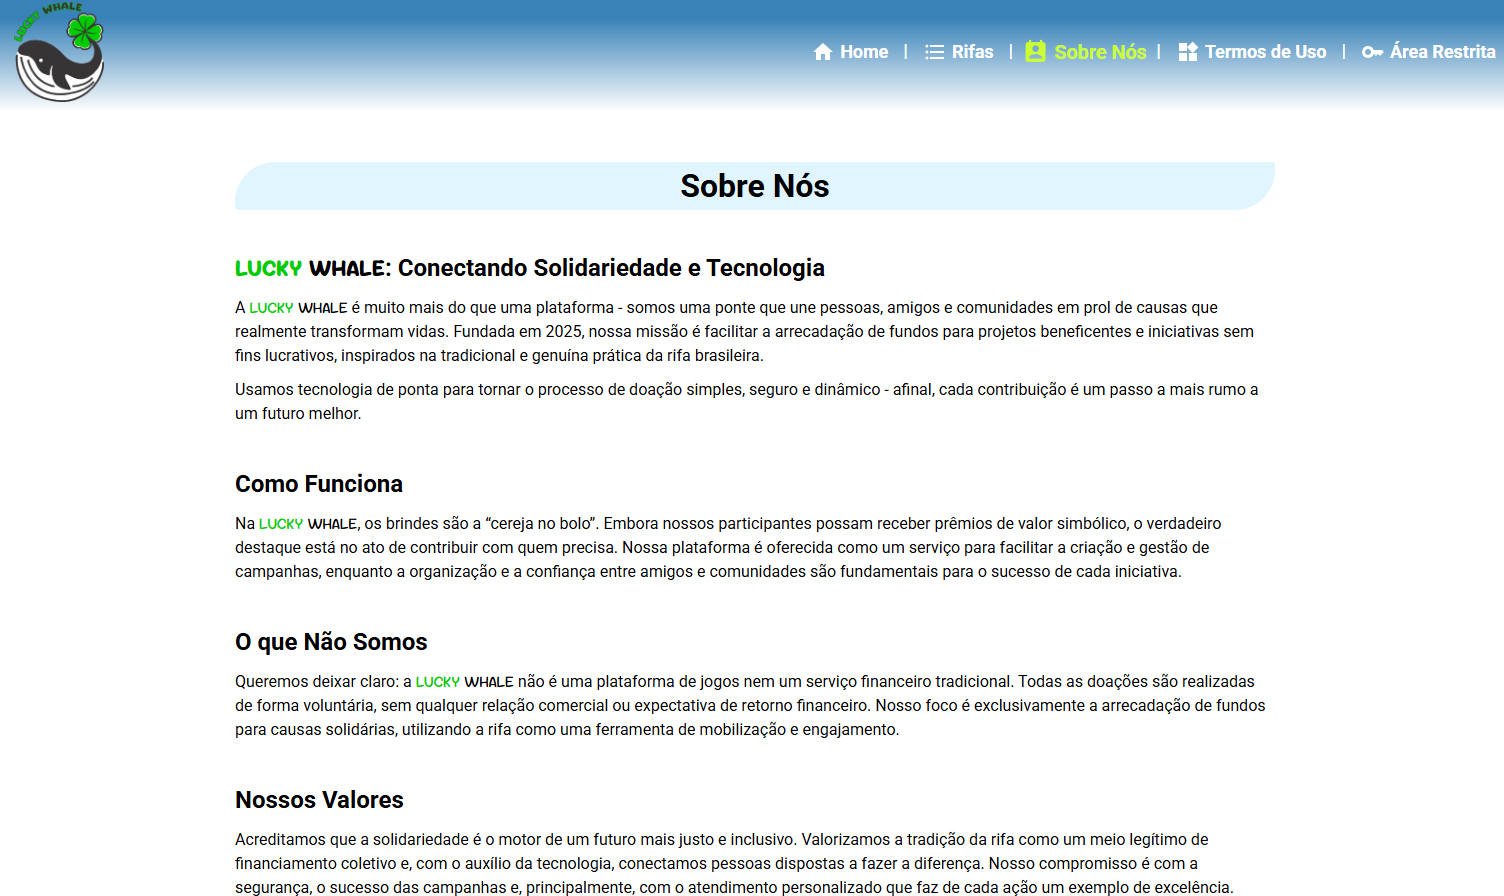 LUCKY WHALE
Home | Rifas | Sobre Nós | Termos de Uso | Área Restrita
Sobre Nós
LUCKY WHALE: Conectando Solidariedade e Tecnologia
A LUCKY WHALE é muito mais do que uma plataforma - somos uma ponte que une pessoas, amigos e comunidades em prol de causas que
realmente transformam vidas. Fundada em 2025, nossa missão é facilitar a arrecadação de fundos para projetos beneficentes e iniciativas sem
fins lucrativos, inspirados na tradicional e genuína prática da rifa brasileira.
Usamos tecnologia de ponta para tornar o processo de doação simples, seguro e dinâmico - afinal, cada contribuição é um passo a mais rumo a
um futuro melhor.
Como Funciona
Na LUCKY WHALE, os brindes são a “cereja no bolo”. Embora nossos participantes possam receber prêmios de valor simbólico, o verdadeiro
destaque está no ato de contribuir com quem precisa. Nossa plataforma é oferecida como um serviço para facilitar a criação e gestão de
campanhas, enquanto a organização e a confiança entre amigos e comunidades são fundamentais para o sucesso de cada iniciativa.
O que Não Somos
Queremos deixar claro: a LUCKY WHALE não é uma plataforma de jogos nem um serviço financeiro tradicional. Todas as doações são realizadas
de forma voluntária, sem qualquer relação comercial ou expectativa de retorno financeiro. Nosso foco é exclusivamente a arrecadação de fundos
para causas solidárias, utilizando a rifa como uma ferramenta de mobilização e engajamento.
Nossos Valores
Acreditamos que a solidariedade é o motor de um futuro mais justo e inclusivo. Valorizamos a tradição da rifa como um meio legítimo de
financiamento coletivo e, com o auxílio da tecnologia, conectamos pessoas dispostas a fazer a diferença. Nosso compromisso é com a
segurança, o sucesso das campanhas e, principalmente, com o atendimento personalizado que faz de cada ação um exemplo de excelência.